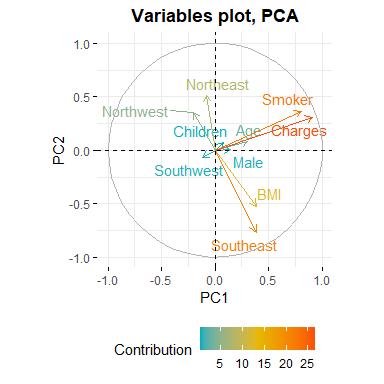 Variables plot, PCA
PC2
1.0
0.5
0.0
-0.5
-1.0
Northeast
Smoker
Northwest
Children
Age
Charges
Southwest
Male
BMI
Southeast
-1.0 -0.5 0.0 0.5 1.0
PC1
Contribution
5 10 15 20 25